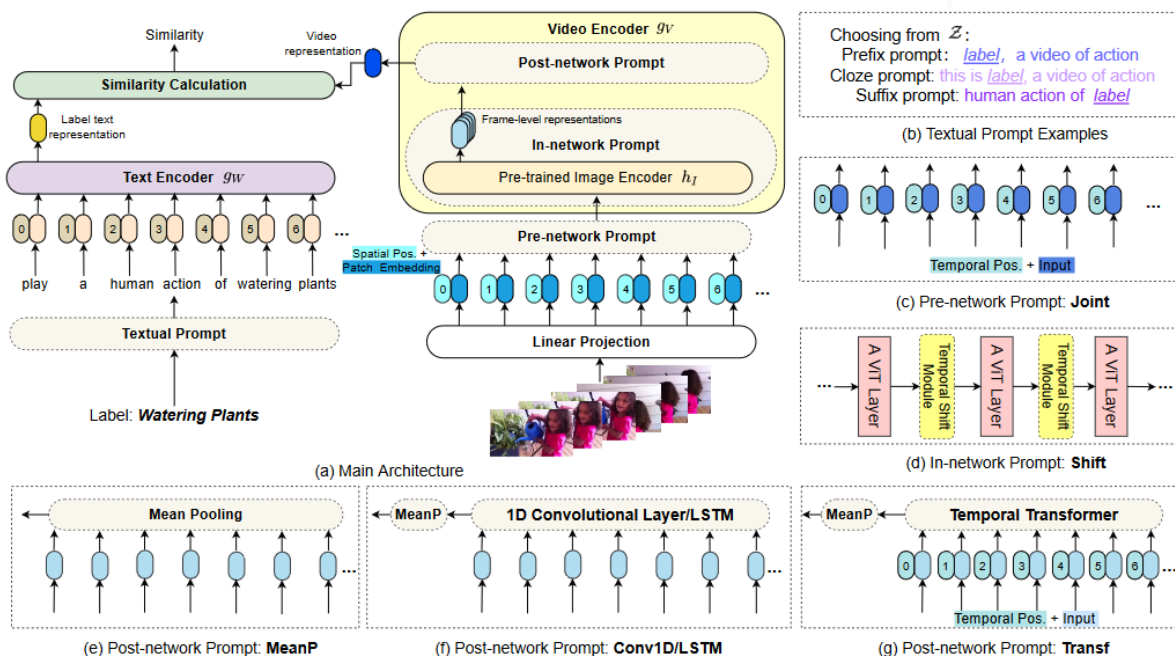 Similarity
Similarity Calculation
Label text
representation
Text Encoder g_W
0 1 2 3 4 5 6 ...
play a human action of watering plants
Textual Prompt
Label: Watering Plants
Video
representation
Video Encoder g_V
Post-network Prompt
Frame-level representations
In-network Prompt
Pre-trained Image Encoder h_I
Pre-network Prompt
Spatial Pos. +
Patch Embedding
0 1 2 3 4 5 6 ...
Linear Projection
(a) Main Architecture
Choosing from Z:
Prefix prompt: label, a video of action
Cloze prompt: this is label, a video of action
Suffix prompt: human action of label
(b) Textual Prompt Examples
0 1 2 3 4 5 6 ...
Temporal Pos. + Input
(c) Pre-network Prompt: Joint
... A ViT Layer
Temporal Shift
Module
A ViT Layer
Temporal Shift
Module
A ViT Layer ...
(d) In-network Prompt: Shift
Mean Pooling
...
(e) Post-network Prompt: MeanP
MeanP 1D Convolutional Layer/LSTM
...
(f) Post-network Prompt: Conv1D/LSTM
MeanP Temporal Transformer
0 1 2 3 4 5 6 ...
Temporal Pos. + Input
(g) Post-network Prompt: Transf